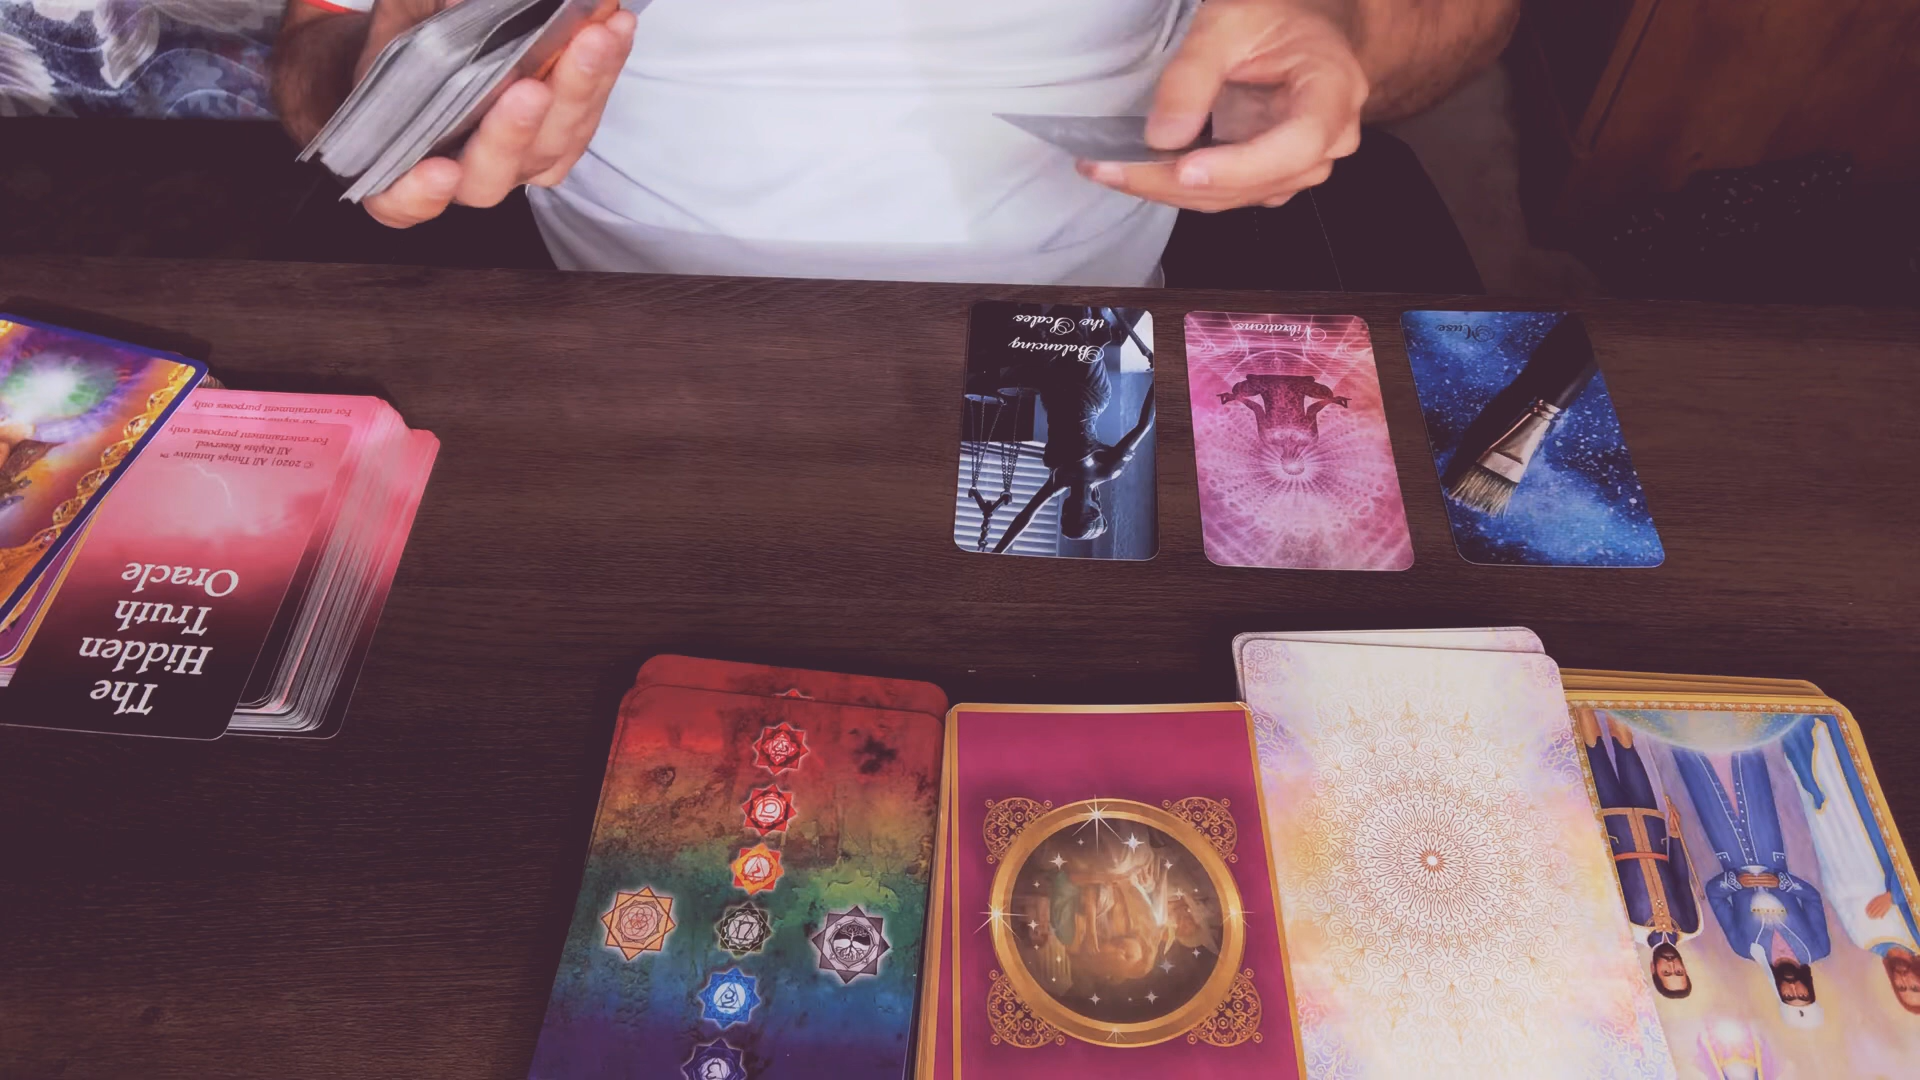 Balancing
the Scales
Vibrations
Muse
For entertainment purposes only
For entertainment purposes only
All Rights Reserved
© 2020 | All Things Intuitive ™
The
Hidden
Truth
Oracle